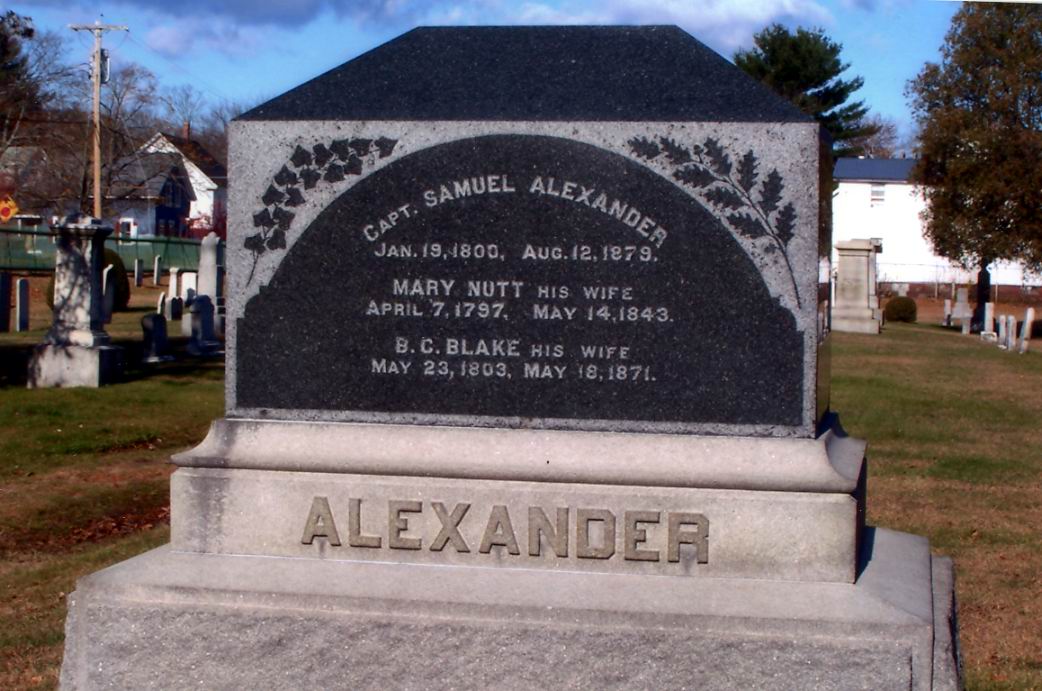 CAPT. SAMUEL ALEXANDER
JAN. 19, 1800, AUG. 12, 1879.
MARY NUTT HIS WIFE
APRIL 7, 1797, MAY 14, 1843.
B. C. BLAKE HIS WIFE
MAY 23, 1803, MAY 18, 1871.
ALEXANDER